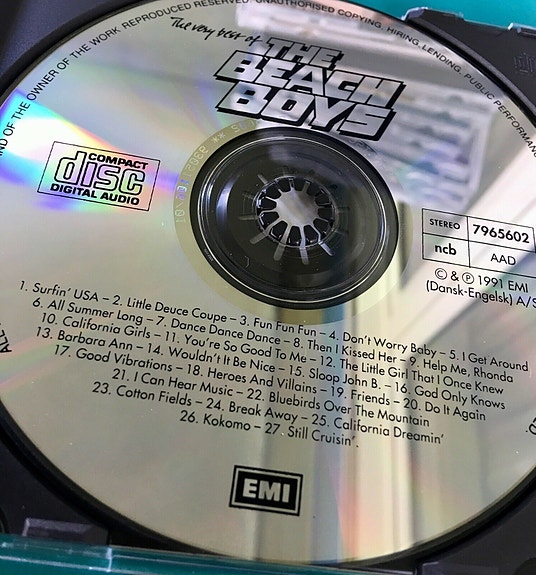 AND OF THE OWNER OF THE WORK REPRODUCED RESERVED. UNAUTHORISED COPYING, HIRING, LENDING, PUBLIC PERFORMAN
The very best of
THE
BEACH
BOYS
COMPACT
disc
DIGITAL AUDIO
STEREO 7965602
ncb AAD
© & ℗ 1991 EMI
(Dansk-Engelsk) A/S
1. Surfin' USA – 2. Little Deuce Coupe – 3. Fun Fun Fun – 4. Don't Worry Baby – 5. I Get Around
6. All Summer Long – 7. Dance Dance Dance – 8. Then I Kissed Her – 9. Help Me, Rhonda
10. California Girls – 11. You're So Good To Me – 12. The Little Girl That I Once Knew
13. Barbara Ann – 14. Wouldn't It Be Nice – 15. Sloop John B. – 16. God Only Knows
17. Good Vibrations – 18. Heroes And Villains – 19. Friends – 20. Do It Again
21. I Can Hear Music – 22. Bluebirds Over The Mountain
23. Cotton Fields – 24. Break Away – 25. California Dreamin'
26. Kokomo – 27. Still Cruisin'.
EMI